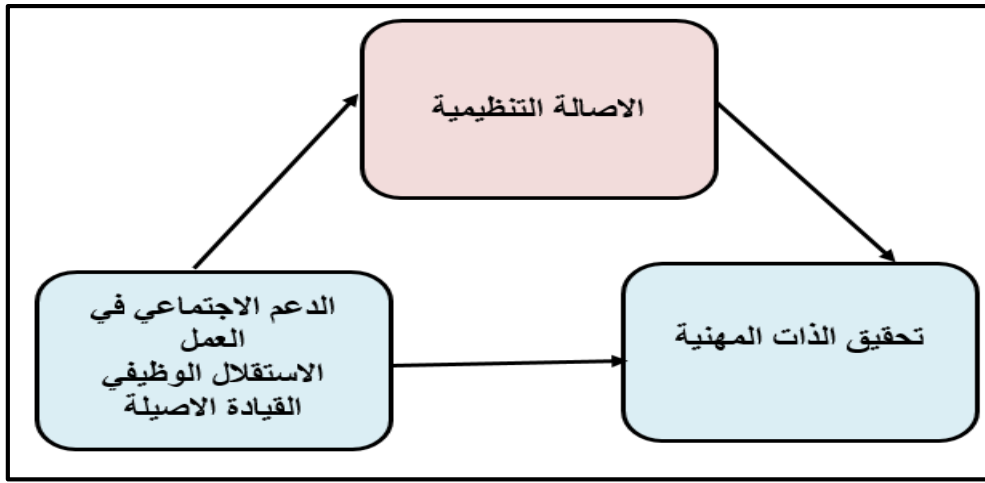 الاصالة التنظيمية
الدعم الاجتماعي في
العمل
الاستقلال الوظيفي
القيادة الاصيلة
تحقيق الذات المهنية